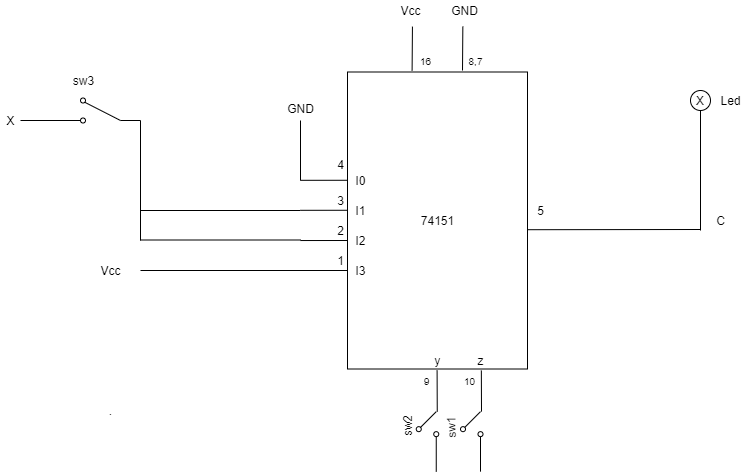 Vcc GND
16 8,7
sw3
X
GND
X Led
4 I0
3 I1
2 I2
1 I3
Vcc
74151
5
C
y z
9 10
sw2 sw1